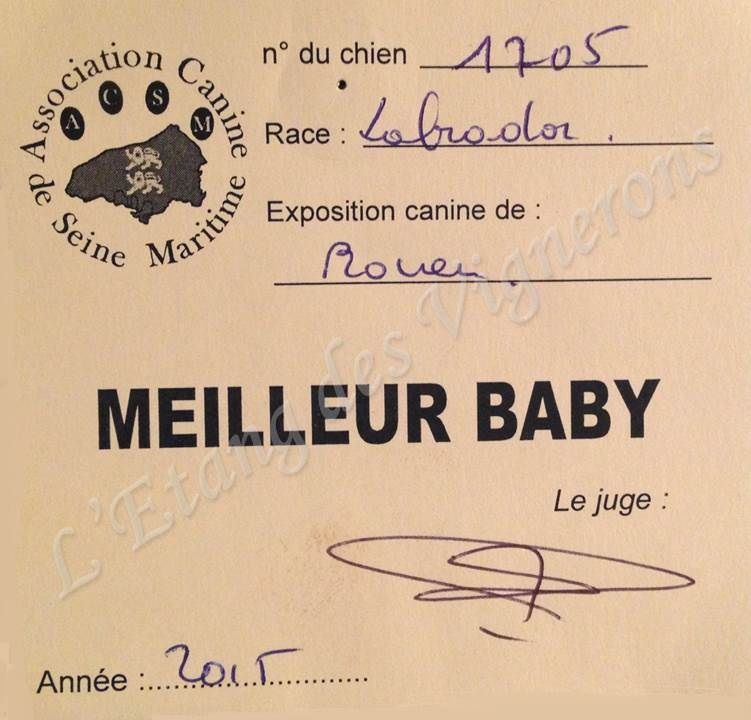 Association Canine
de Seine Maritime
A C S M
n° du chien 1705
Race : Labrador.
Exposition canine de :
Rouen.
MEILLEUR BABY
Le juge :
Année :2015
L'Etang des Vignerons